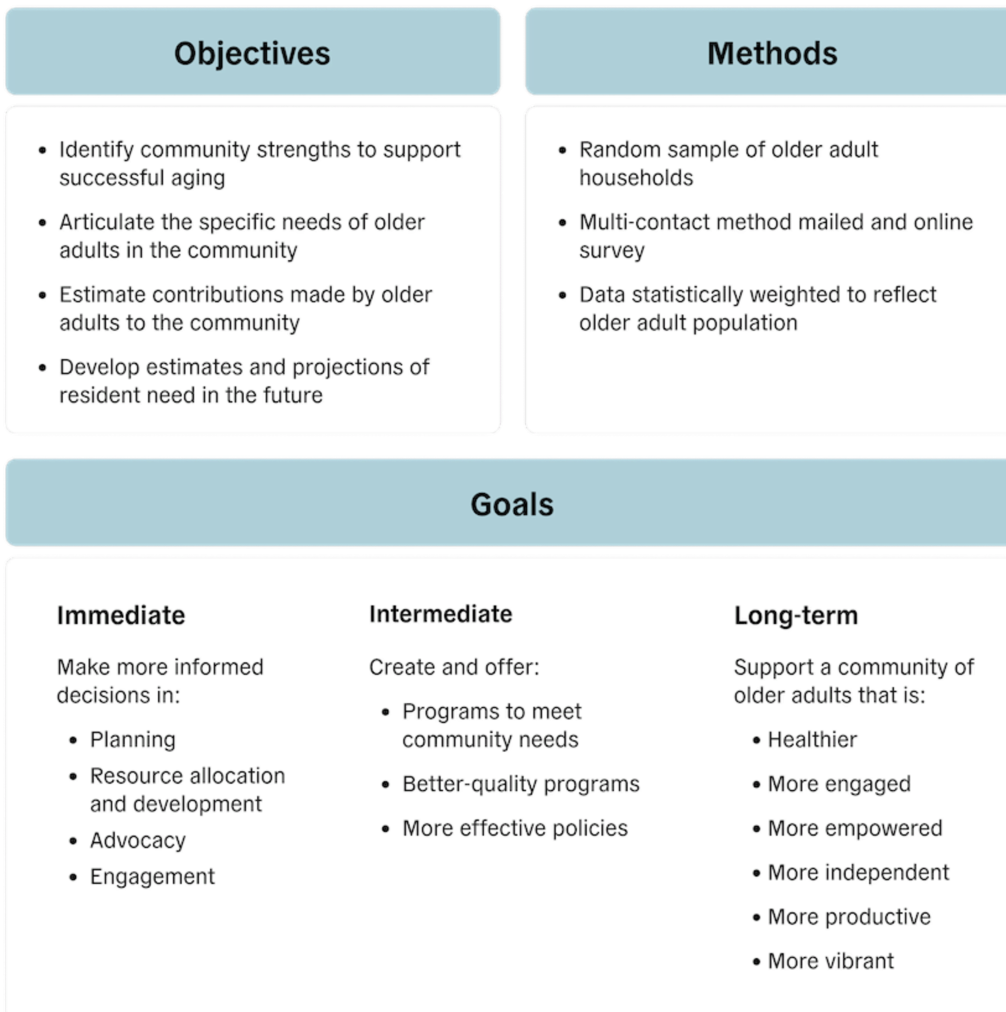 Objectives
• Identify community strengths to support
successful aging
• Articulate the specific needs of older
adults in the community
• Estimate contributions made by older
adults to the community
• Develop estimates and projections of
resident need in the future
Methods
• Random sample of older adult
households
• Multi-contact method mailed and online
survey
• Data statistically weighted to reflect
older adult population
Goals
Immediate
Make more informed
decisions in:
• Planning
• Resource allocation
and development
• Advocacy
• Engagement
Intermediate
Create and offer:
• Programs to meet
community needs
• Better-quality programs
• More effective policies
Long-term
Support a community of
older adults that is:
• Healthier
• More engaged
• More empowered
• More independent
• More productive
• More vibrant